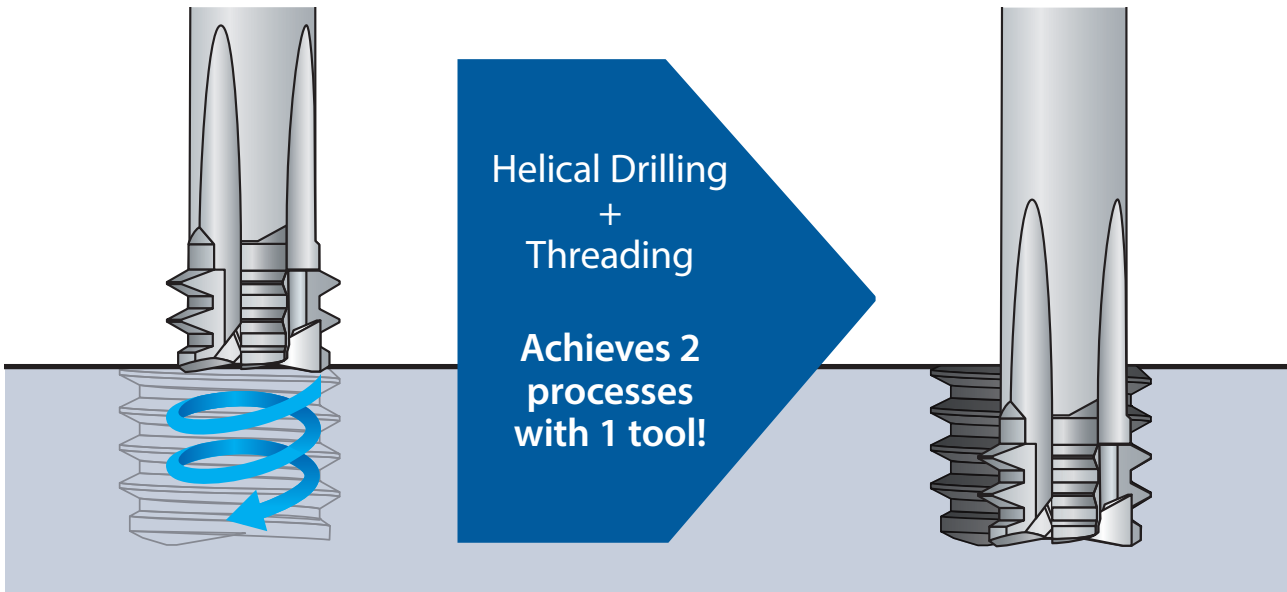 Helical Drilling
+
Threading
Achieves 2
processes
with 1 tool!